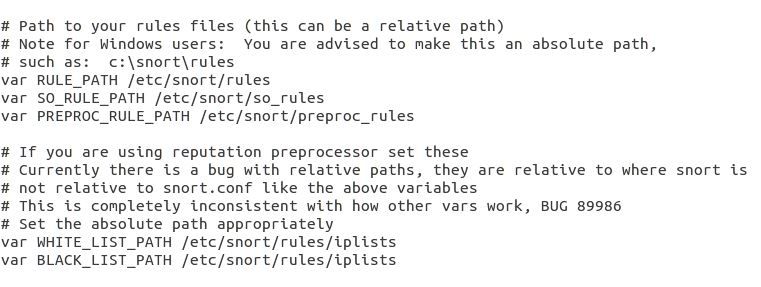 # Path to your rules files (this can be a relative path)
# Note for Windows users:  You are advised to make this an absolute path,
# such as:  c:\snort\rules
var RULE_PATH /etc/snort/rules
var SO_RULE_PATH /etc/snort/so_rules
var PREPROC_RULE_PATH /etc/snort/preproc_rules

# If you are using reputation preprocessor set these
# Currently there is a bug with relative paths, they are relative to where snort is
# not relative to snort.conf like the above variables
# This is completely inconsistent with how other vars work, BUG 89986
# Set the absolute path appropriately
var WHITE_LIST_PATH /etc/snort/rules/iplists
var BLACK_LIST_PATH /etc/snort/rules/iplists